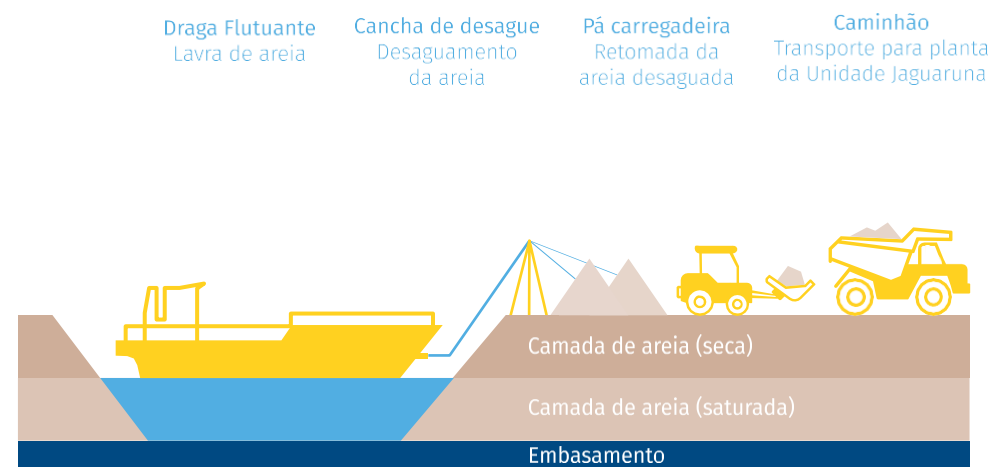 Draga Flutuante
Lavra de areia
Cancha de desague
Desaguamento
da areia
Pá carregadeira
Retomada da
areia desaguada
Caminhão
Transporte para planta
da Unidade Jaguaruna
Camada de areia (seca)
Camada de areia (saturada)
Embasamento